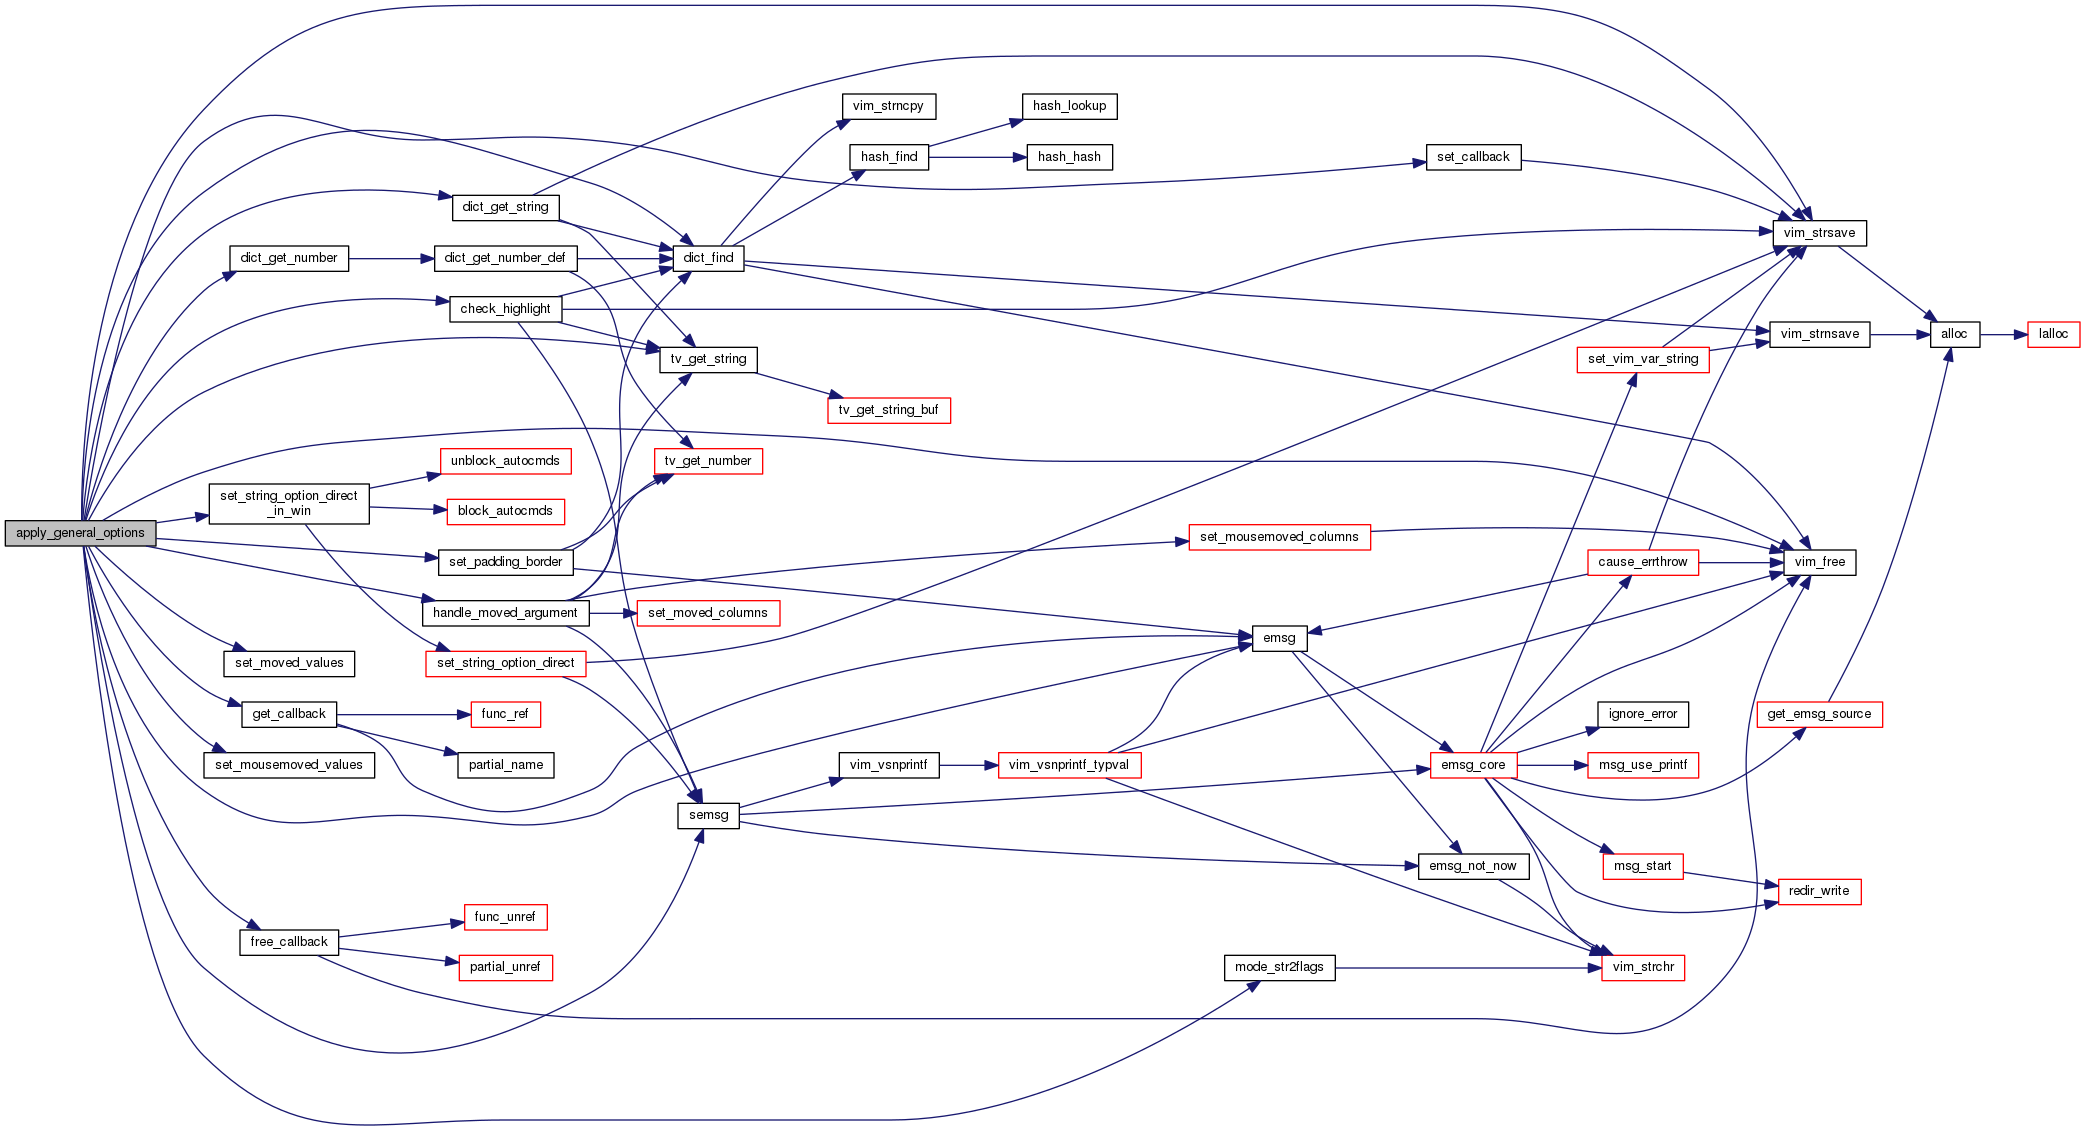 apply_general_options
dict_get_string
dict_get_number
dict_get_number_def
check_highlight
set_string_option_direct
_in_win
unblock_autocmds
block_autocmds
set_padding_border
handle_moved_argument
set_moved_values
set_string_option_direct
get_callback
func_ref
partial_name
set_mousemoved_values
free_callback
func_unref
partial_unref
dict_find
tv_get_string
tv_get_number
set_moved_columns
semsg
vim_strncpy
hash_find
hash_lookup
hash_hash
tv_get_string_buf
vim_vsnprintf
vim_vsnprintf_typval
set_mousemoved_columns
emsg
mode_str2flags
set_callback
emsg_core
emsg_not_now
set_vim_var_string
cause_errthrow
ignore_error
msg_use_printf
msg_start
vim_strchr
vim_strsave
vim_strnsave
vim_free
get_emsg_source
redir_write
alloc
lalloc